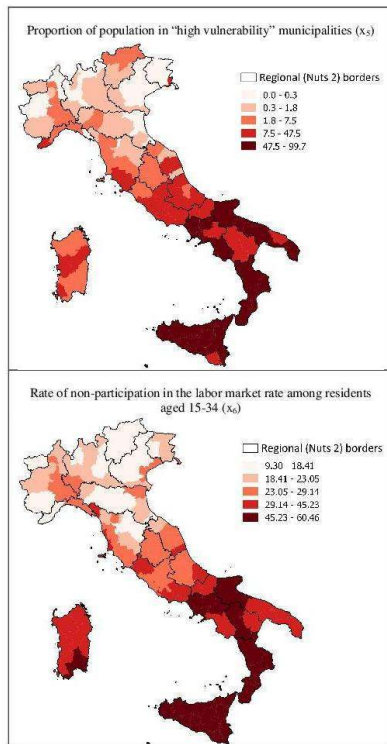 Proportion of population in “high vulnerability” municipalities (x₅)
Regional (Nuts 2) borders
0.0 - 0.3
0.3 - 1.8
1.8 - 7.5
7.5 - 47.5
47.5 - 99.7
Rate of non-participation in the labor market rate among residents
aged 15-34 (x₆)
Regional (Nuts 2) borders
9.30 18.41
18.41 - 23.05
23.05 - 29.14
29.14 - 45.23
45.23 - 60.46